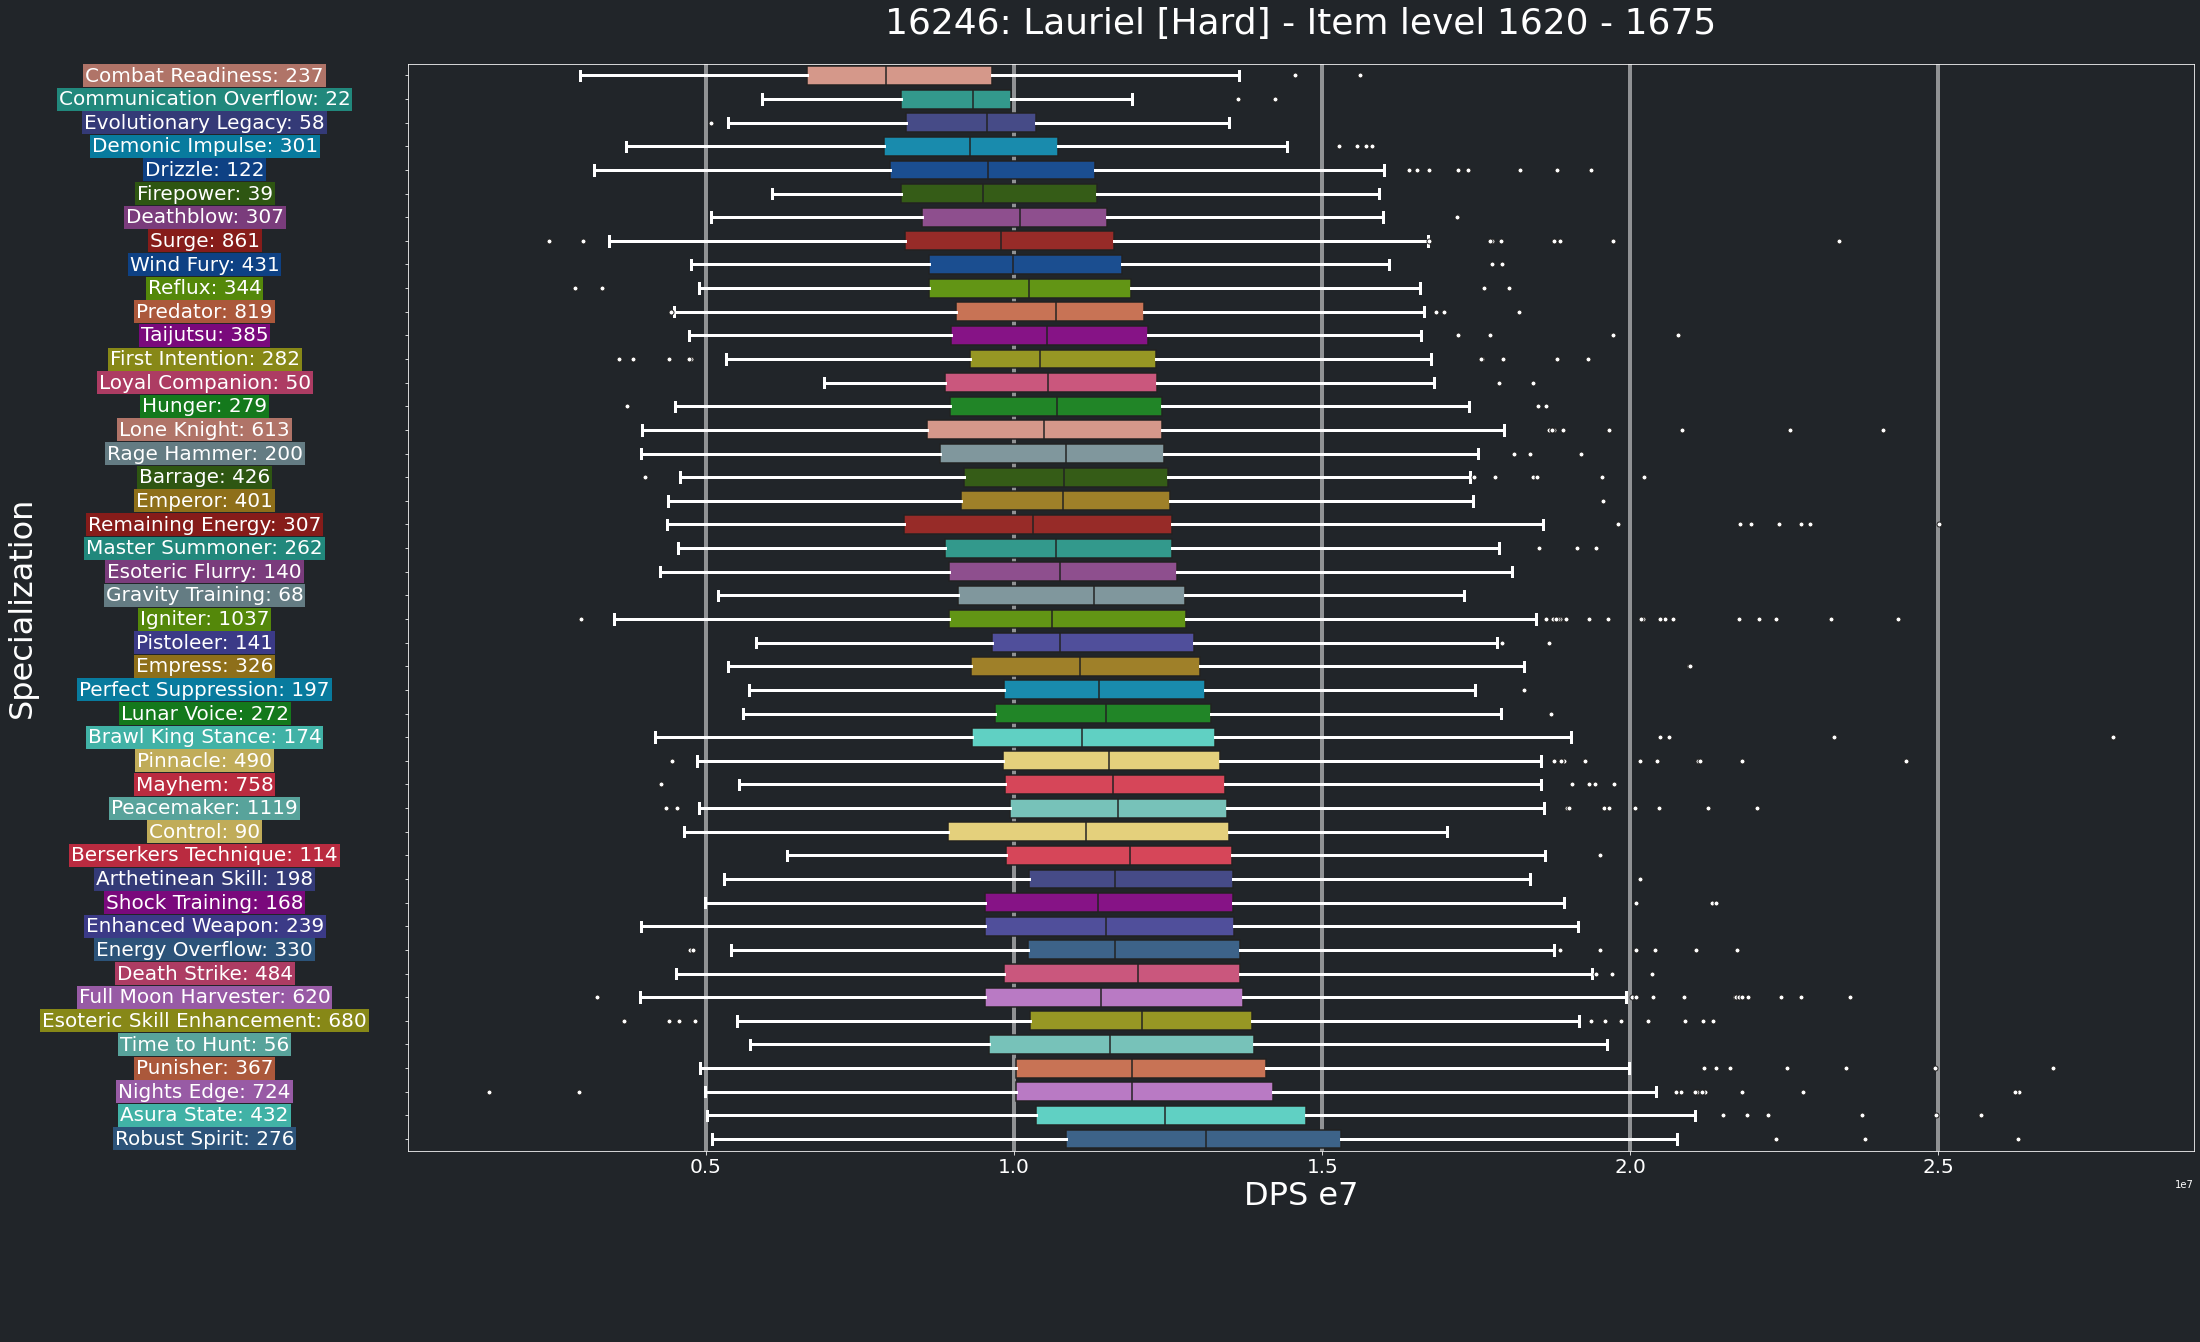 16246: Lauriel [Hard] - Item level 1620 - 1675
Combat Readiness: 237
Communication Overflow: 22
Evolutionary Legacy: 58
Demonic Impulse: 301
Drizzle: 122
Firepower: 39
Deathblow: 307
Surge: 861
Wind Fury: 431
Reflux: 344
Predator: 819
Taijutsu: 385
First Intention: 282
Loyal Companion: 50
Hunger: 279
Lone Knight: 613
Rage Hammer: 200
Barrage: 426
Emperor: 401
Remaining Energy: 307
Master Summoner: 262
Esoteric Flurry: 140
Gravity Training: 68
Igniter: 1037
Pistoleer: 141
Empress: 326
Perfect Suppression: 197
Lunar Voice: 272
Brawl King Stance: 174
Pinnacle: 490
Mayhem: 758
Peacemaker: 1119
Control: 90
Berserkers Technique: 114
Arthetinean Skill: 198
Shock Training: 168
Enhanced Weapon: 239
Energy Overflow: 330
Death Strike: 484
Full Moon Harvester: 620
Esoteric Skill Enhancement: 680
Time to Hunt: 56
Punisher: 367
Nights Edge: 724
Asura State: 432
Robust Spirit: 276
Specialization
0.5 1.0 1.5 2.0 2.5
1e7
DPS e7